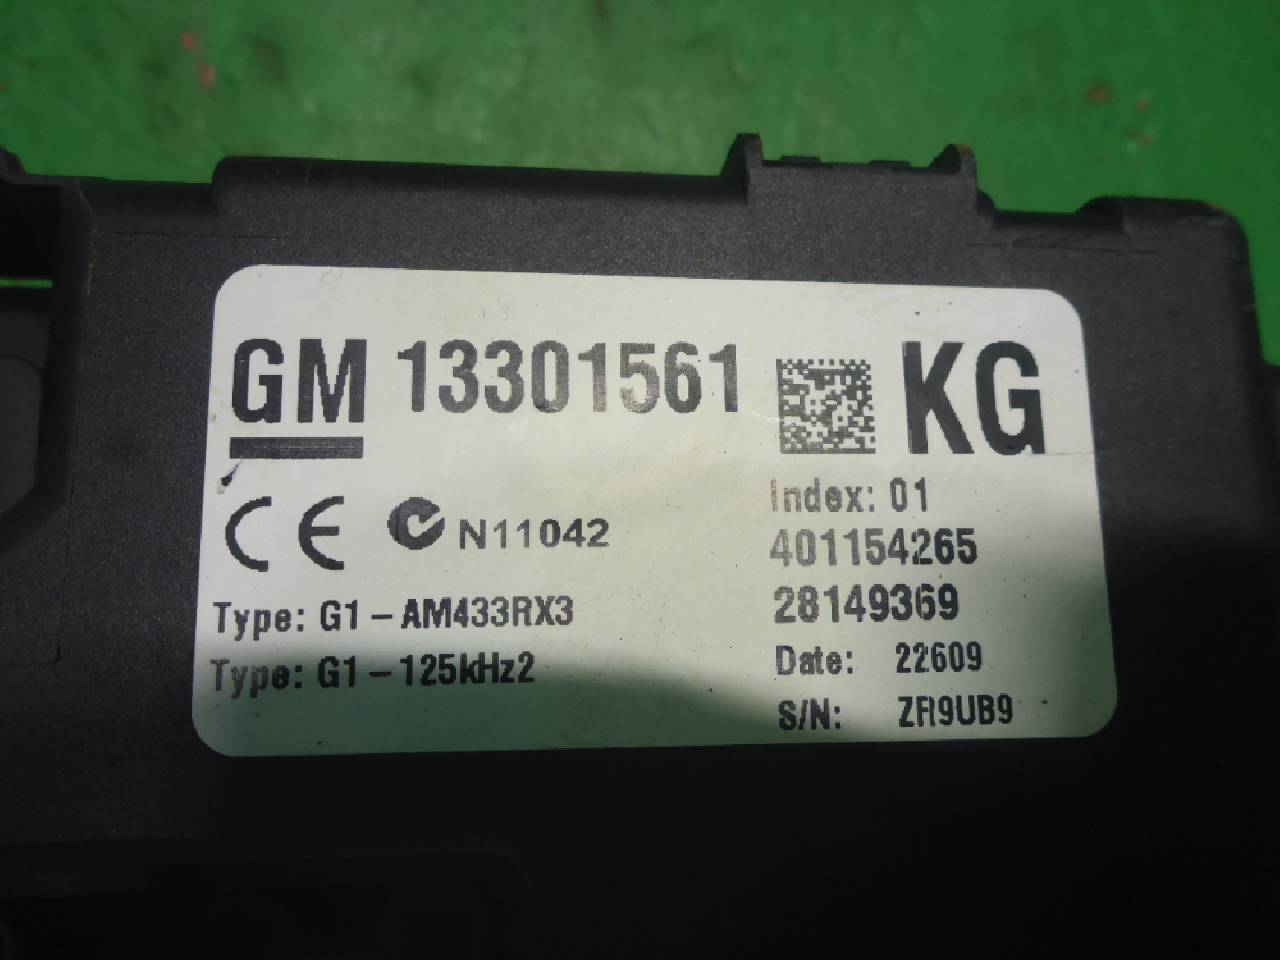 GM 13301561 KG
CE N11042
Index: 01
401154265
Type: G1-AM433RX3
28149369
Type: G1-125kHz2
Date: 22609
S/N: ZR9UB9